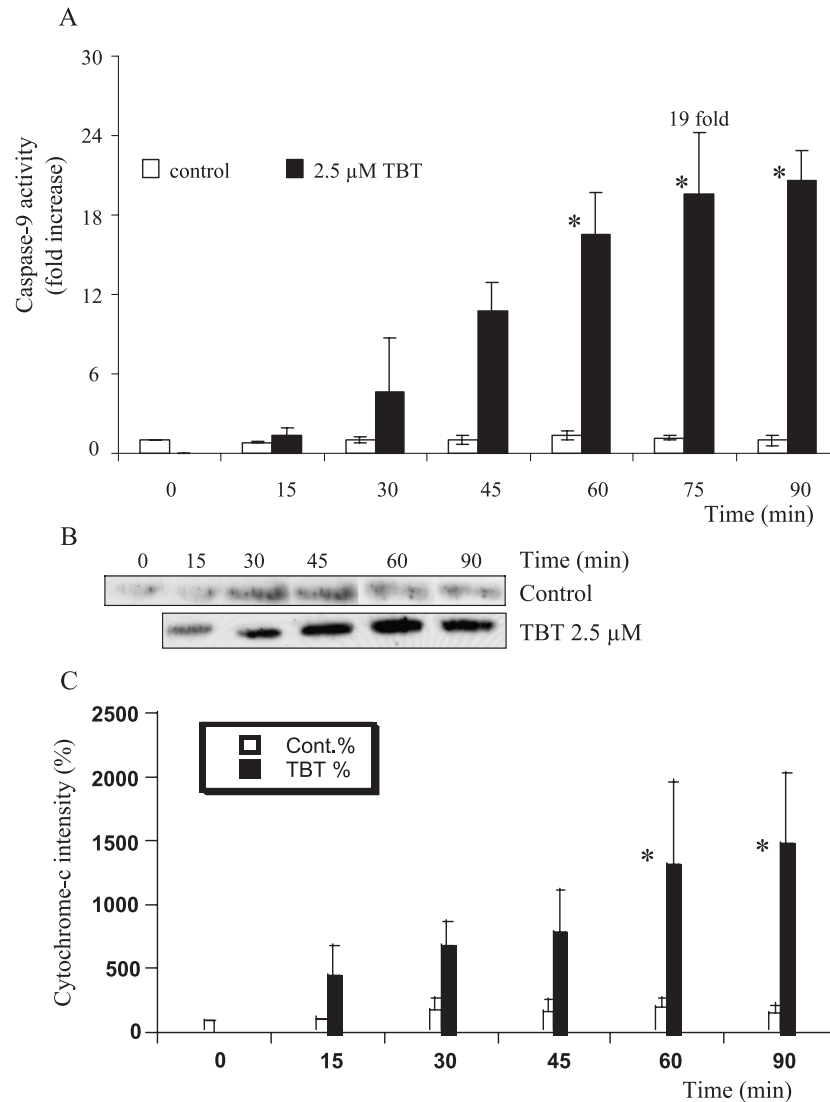 A
30
24
18
12
6
0
Caspase-9 activity
(fold increase)
control
2.5 µM TBT
19 fold
*
*
*
0 15 30 45 60 75 90
Time (min)
B
0 15 30 45 60 90 Time (min)
Control
TBT 2.5 µM
C
2500
2000
1500
1000
500
0
Cytochrome-c intensity (%)
Cont.%
TBT %
*
*
0 15 30 45 60 90
Time (min)